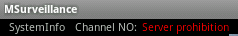 MSurveillance
SystemInfo Channel NO: Server prohibition